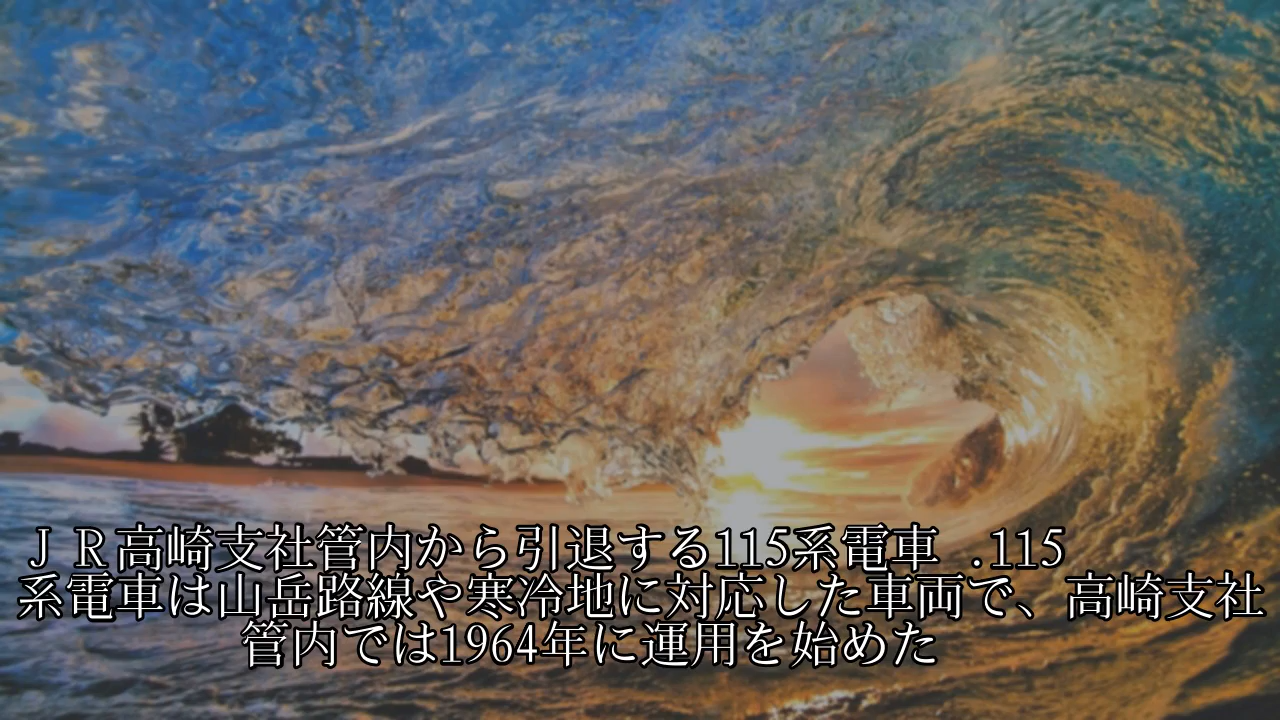 ＪＲ高崎支社管内から引退する115系電車 .115
系電車は山岳路線や寒冷地に対応した車両で、高崎支社
管内では1964年に運用を始めた